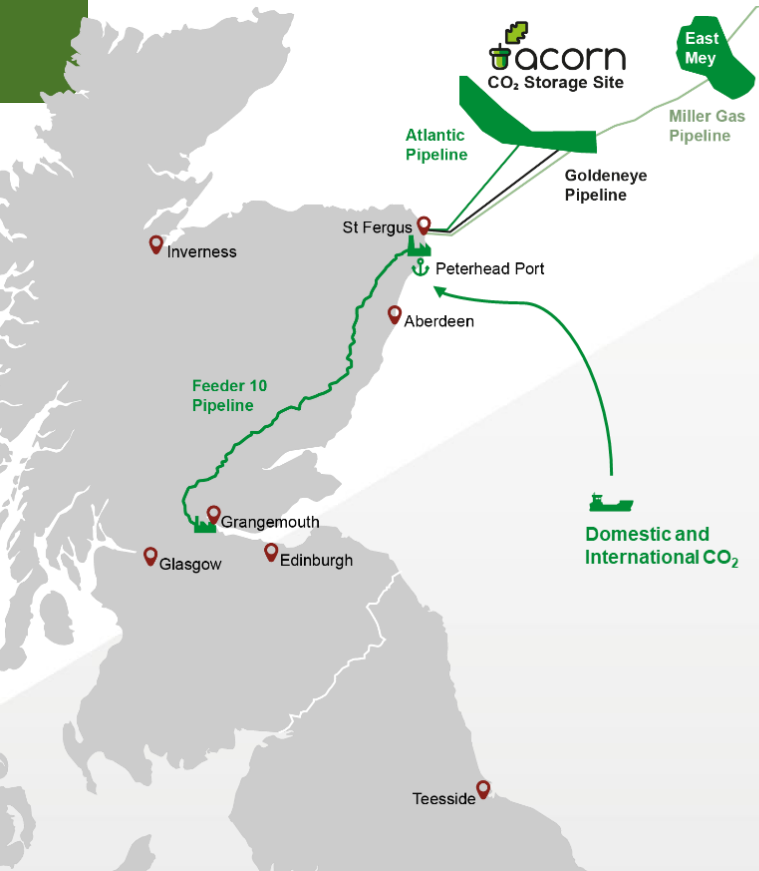 acorn
CO₂ Storage Site
East
Mey
Miller Gas
Pipeline
Atlantic
Pipeline
Goldeneye
Pipeline
St Fergus
Inverness
Peterhead Port
Aberdeen
Feeder 10
Pipeline
Grangemouth
Glasgow
Edinburgh
Domestic and
International CO₂
Teesside